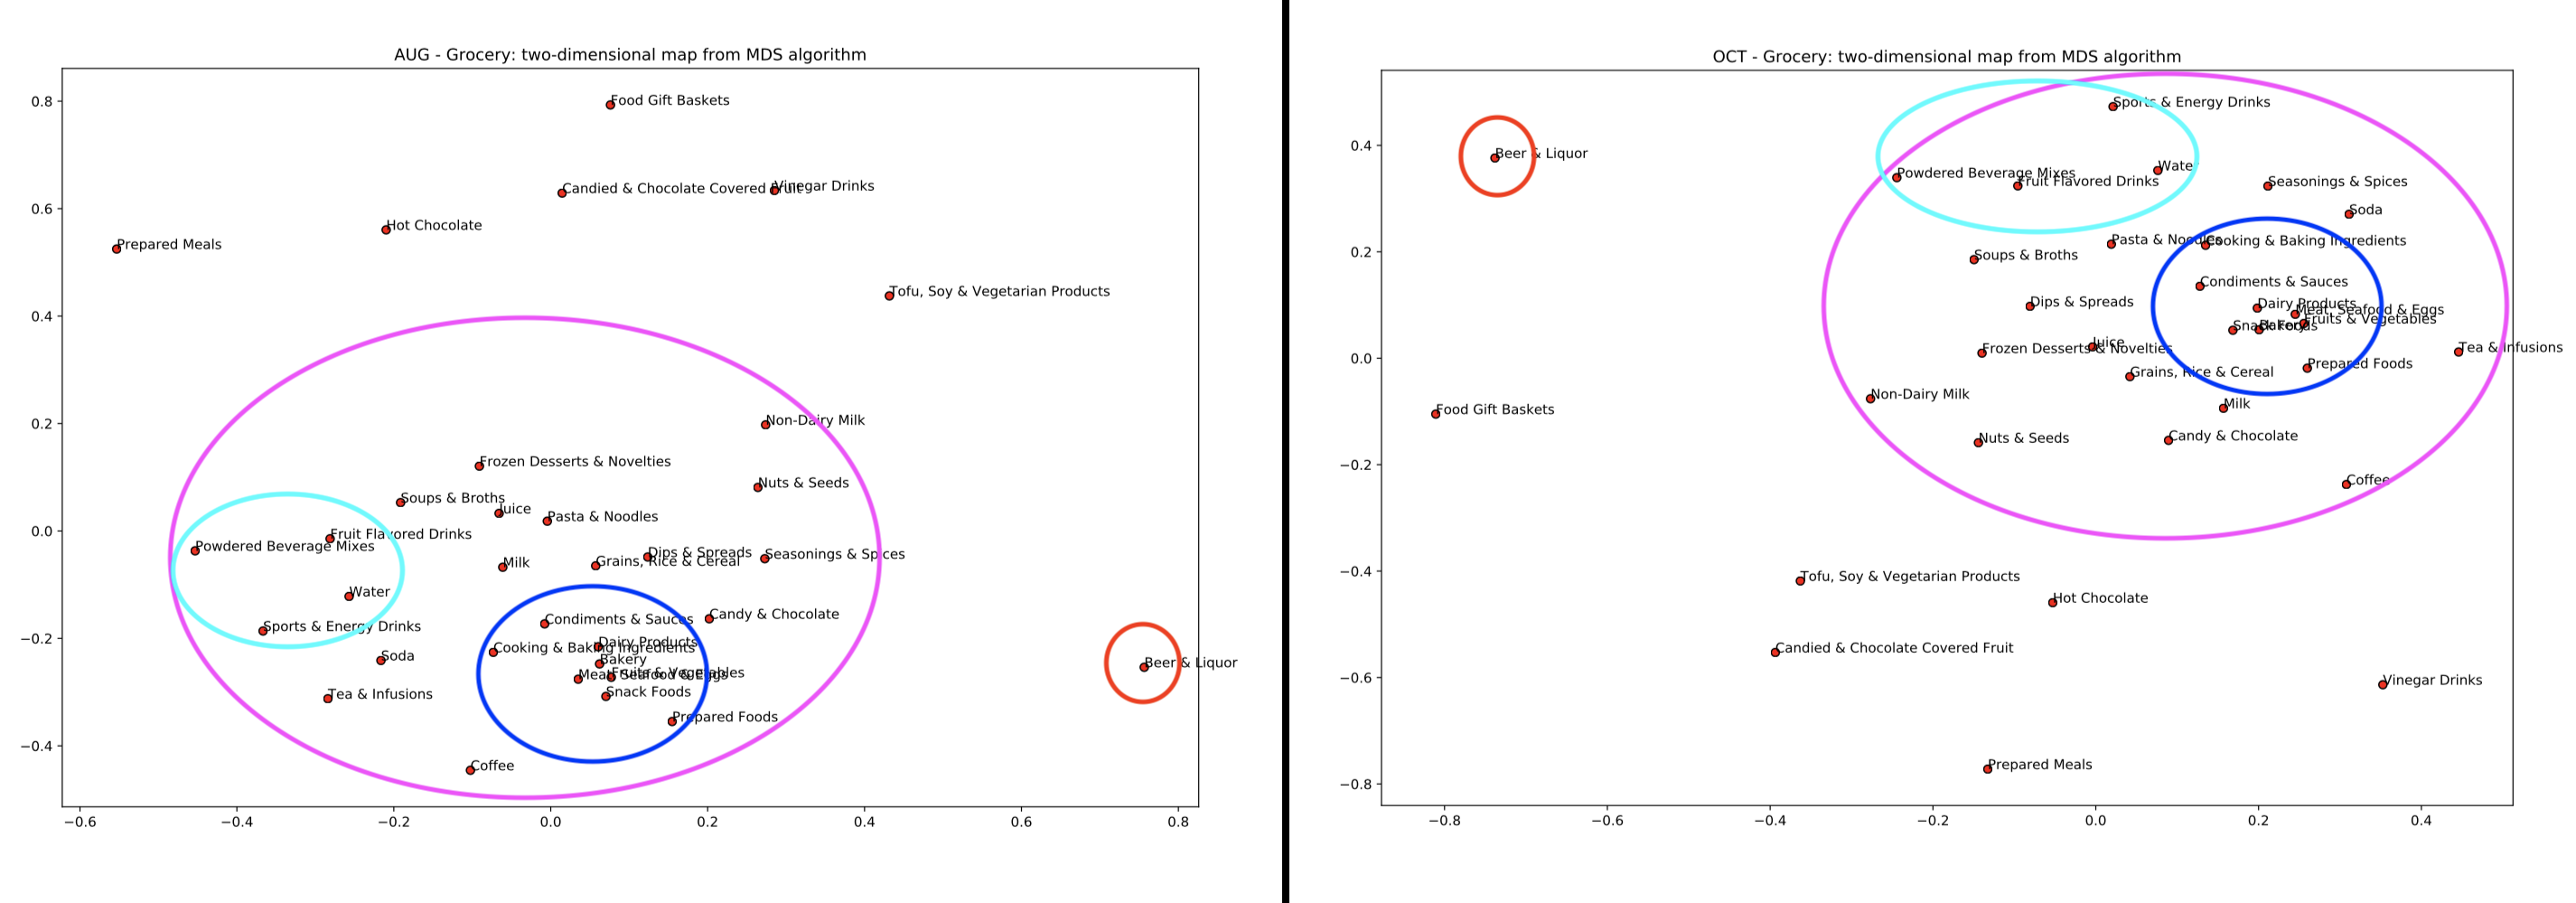 AUG - Grocery: two-dimensional map from MDS algorithm
0.8
0.6
0.4
0.2
0.0
−0.2
−0.4
Food Gift Baskets
Candied & Chocolate Covered Fruit
Vinegar Drinks
Hot Chocolate
Prepared Meals
Tofu, Soy & Vegetarian Products
Non-Dairy Milk
Frozen Desserts & Novelties
Nuts & Seeds
Soups & Broths
Juice
Pasta & Noodles
Fruit Flavored Drinks
Powdered Beverage Mixes
Dips & Spreads
Seasonings & Spices
Milk
Grains, Rice & Cereal
Water
Candy & Chocolate
Condiments & Sauces
Sports & Energy Drinks
Dairy Products
Cooking & Baking Ingredients
Soda
Bakery
Beer & Liquor
Fruits & Vegetables
Meat, Seafood & Eggs
Snack Foods
Tea & Infusions
Prepared Foods
Coffee
−0.6 −0.4 −0.2 0.0 0.2 0.4 0.6 0.8
OCT - Grocery: two-dimensional map from MDS algorithm
0.4
0.2
0.0
−0.2
−0.4
−0.6
−0.8
Sports & Energy Drinks
Beer & Liquor
Water
Powdered Beverage Mixes
Fruit Flavored Drinks
Seasonings & Spices
Soda
Pasta & Noodles
Cooking & Baking Ingredients
Soups & Broths
Condiments & Sauces
Dips & Spreads
Dairy Products
Meat, Seafood & Eggs
Fruits & Vegetables
Snack Foods
Bakery
Juice
Frozen Desserts & Novelties
Tea & Infusions
Prepared Foods
Grains, Rice & Cereal
Non-Dairy Milk
Milk
Food Gift Baskets
Nuts & Seeds
Candy & Chocolate
Coffee
Tofu, Soy & Vegetarian Products
Hot Chocolate
Candied & Chocolate Covered Fruit
Vinegar Drinks
Prepared Meals
−0.8 −0.6 −0.4 −0.2 0.0 0.2 0.4